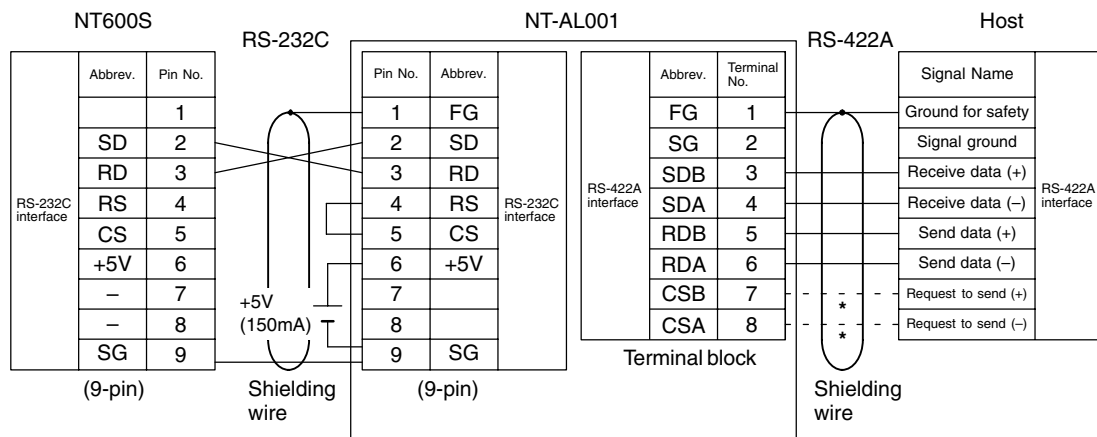 NT600S NT-AL001 Host
RS-232C RS-422A
Abbrev. Pin No. Pin No. Abbrev. Abbrev. Terminal No. Signal Name
1 1 FG FG 1 Ground for safety
SD 2 2 SD SG 2 Signal ground
RD 3 3 RD SDB 3 Receive data (+)
RS-232C interface RS 4 4 RS RS-232C interface RS-422A interface SDA 4 Receive data (–) RS-422A interface
CS 5 5 CS RDB 5 Send data (+)
+5V 6 6 +5V RDA 6 Send data (–)
– 7 +5V (150mA) 7 CSB 7 * Request to send (+)
– 8 8 CSA 8 * Request to send (–)
SG 9 9 SG Terminal block
(9-pin) Shielding wire (9-pin) Shielding wire